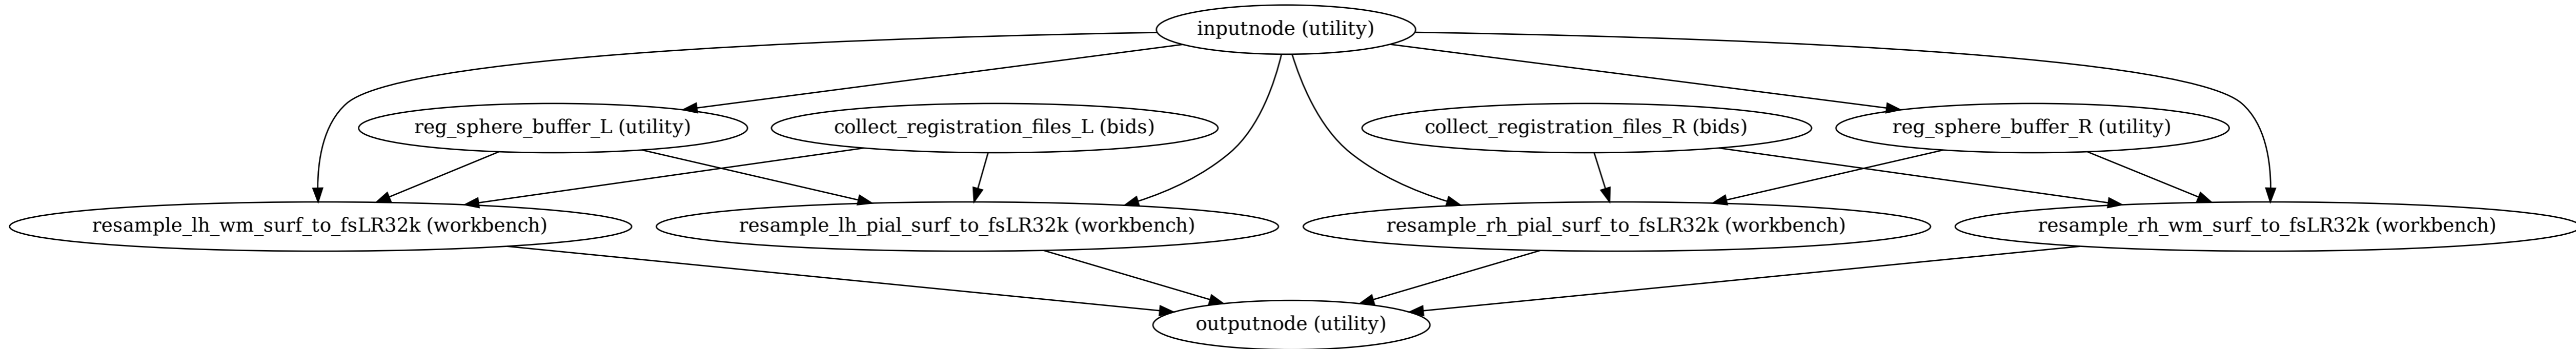 inputnode (utility)
reg_sphere_buffer_L (utility)
collect_registration_files_L (bids)
collect_registration_files_R (bids)
reg_sphere_buffer_R (utility)
resample_lh_wm_surf_to_fsLR32k (workbench)
resample_lh_pial_surf_to_fsLR32k (workbench)
resample_rh_pial_surf_to_fsLR32k (workbench)
resample_rh_wm_surf_to_fsLR32k (workbench)
outputnode (utility)